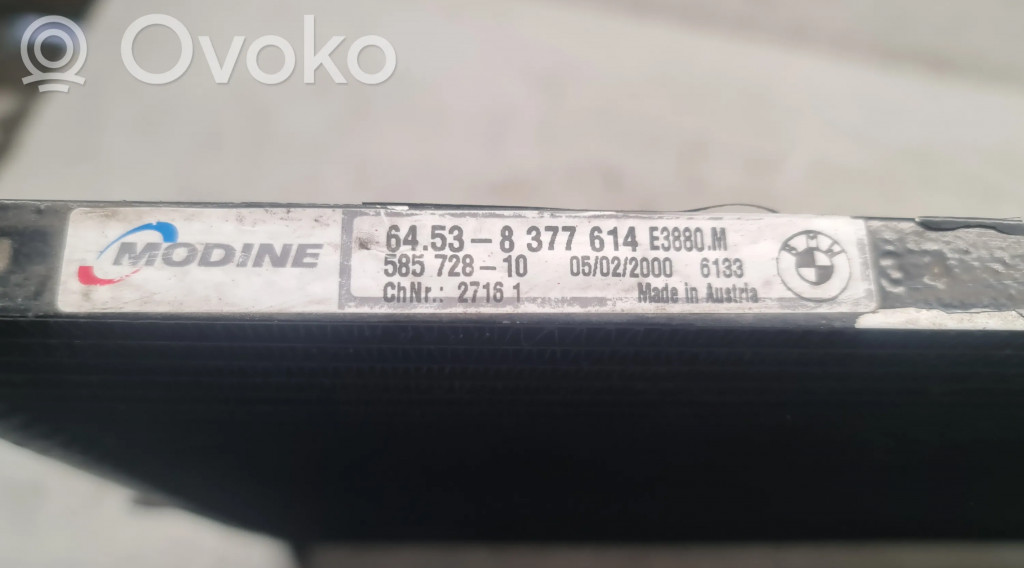 Ovoko
MODINE
64.53-8 377 614 E3880.M
585 728-10 05/02/2000 6133
ChNr.: 2716 1 Made in Austria
BMW